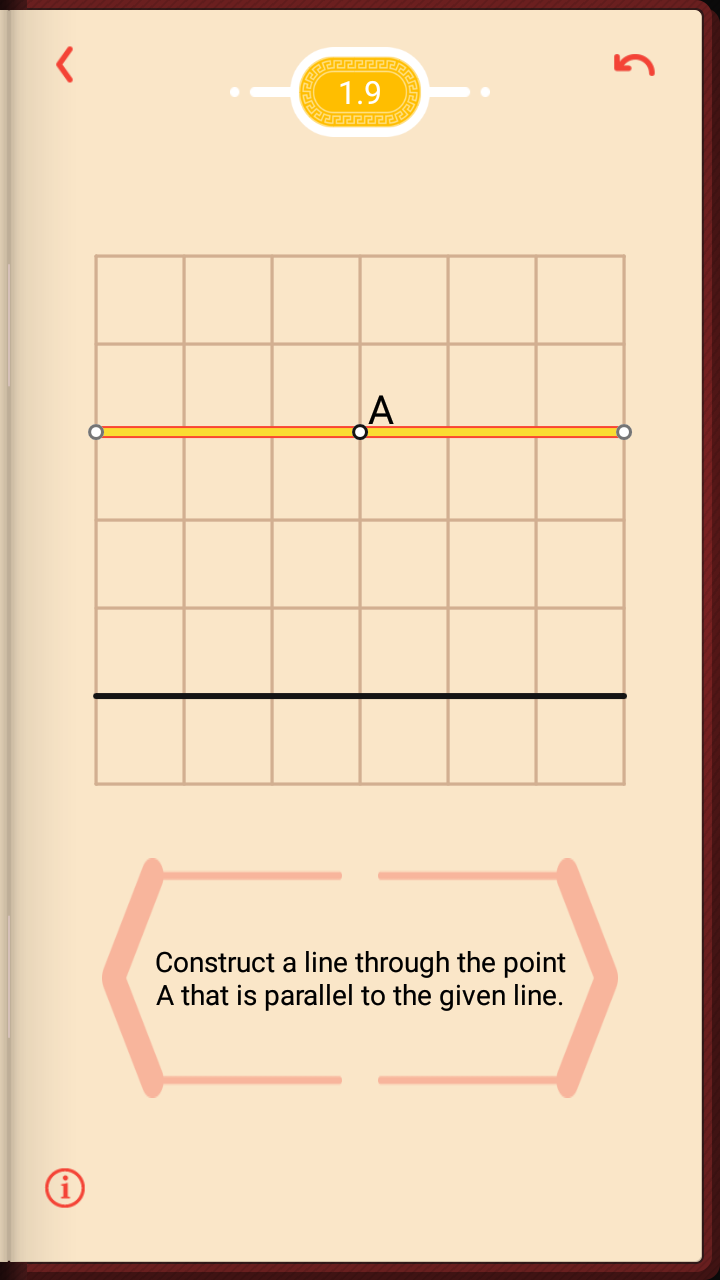 1.9
A
Construct a line through the point
A that is parallel to the given line.
i